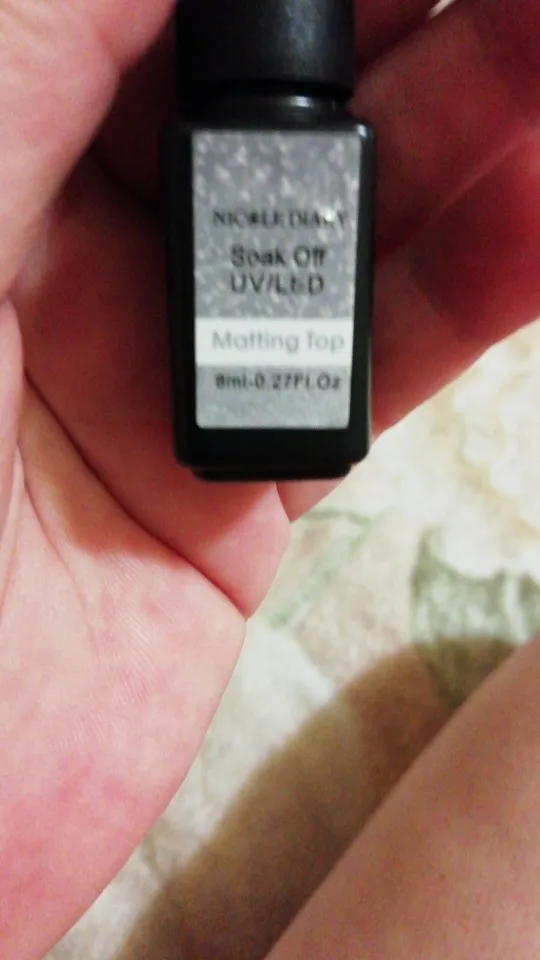 NICOLE DIARY
Soak Off
UV/LED
Matting Top
8ml-0.27Fl.Oz